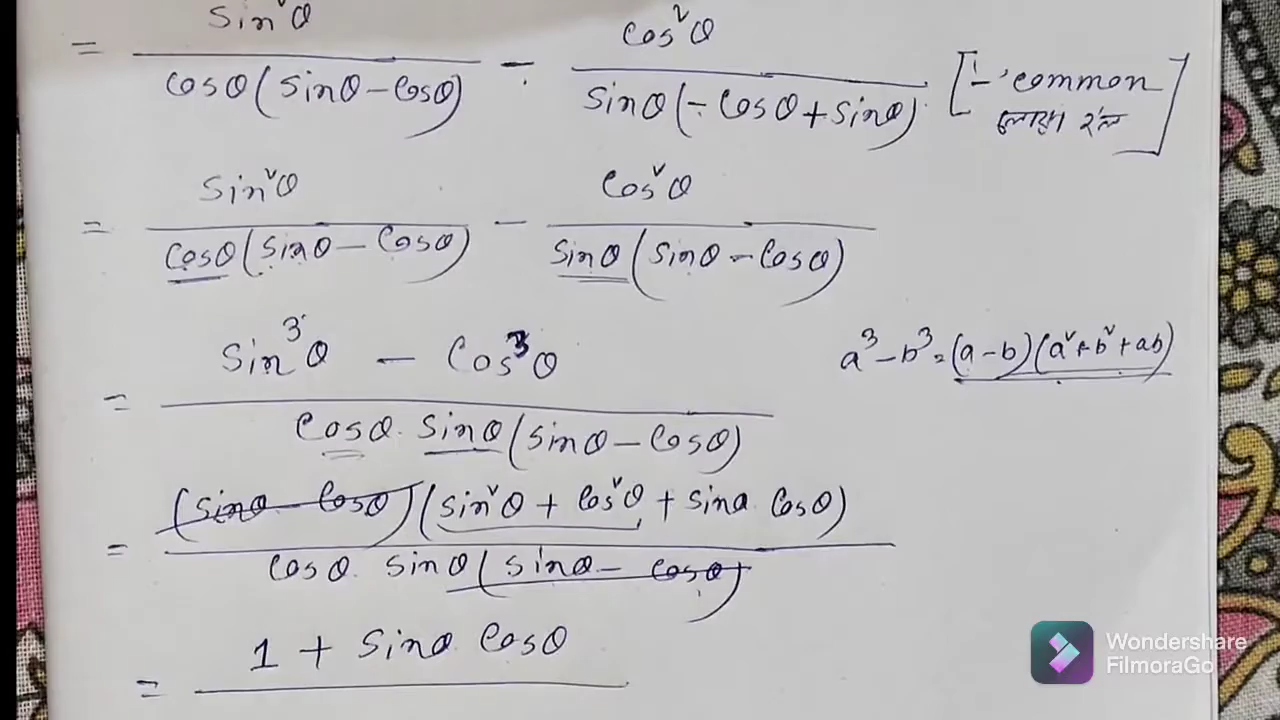 = sin²θ / cosθ(sinθ - cosθ) - cos²θ / sinθ(-cosθ + sinθ) ['-' common
= sin²θ / cosθ(sinθ - cosθ) - cos²θ / sinθ(sinθ - cosθ)
= sin³θ - cos³θ / cosθ. sinθ(sinθ - cosθ)
a³ - b³ = (a - b)(a² + b² + ab)
= (sinθ - cosθ)(sin²θ + cos²θ + sinθ cosθ) / cosθ. sinθ(sinθ - cosθ)
= 1 + sinθ cosθ
Wondershare
FilmoraGo